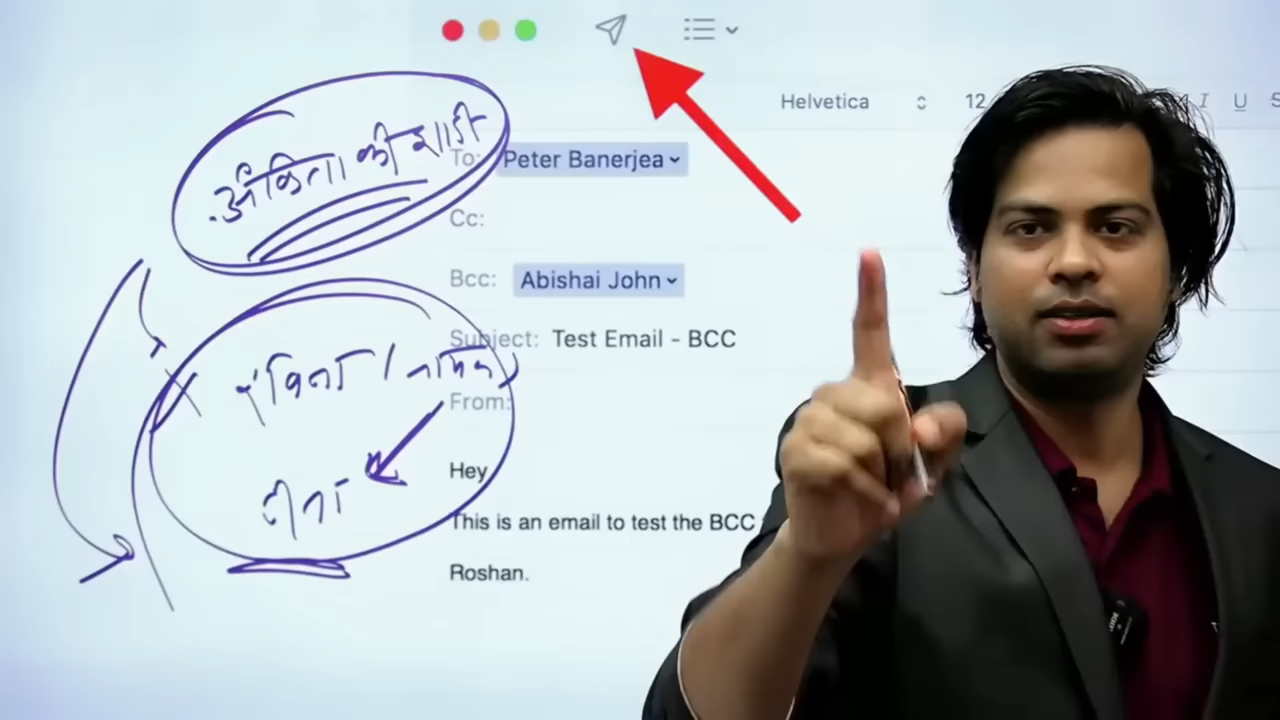 Helvetica 12 I U S
अंकिता की शादी
To: Peter Banerjea
Cc:
Bcc: Abishai John
Subject: Test Email - BCC
From:
Hey
This is an email to test the BCC
Roshan.